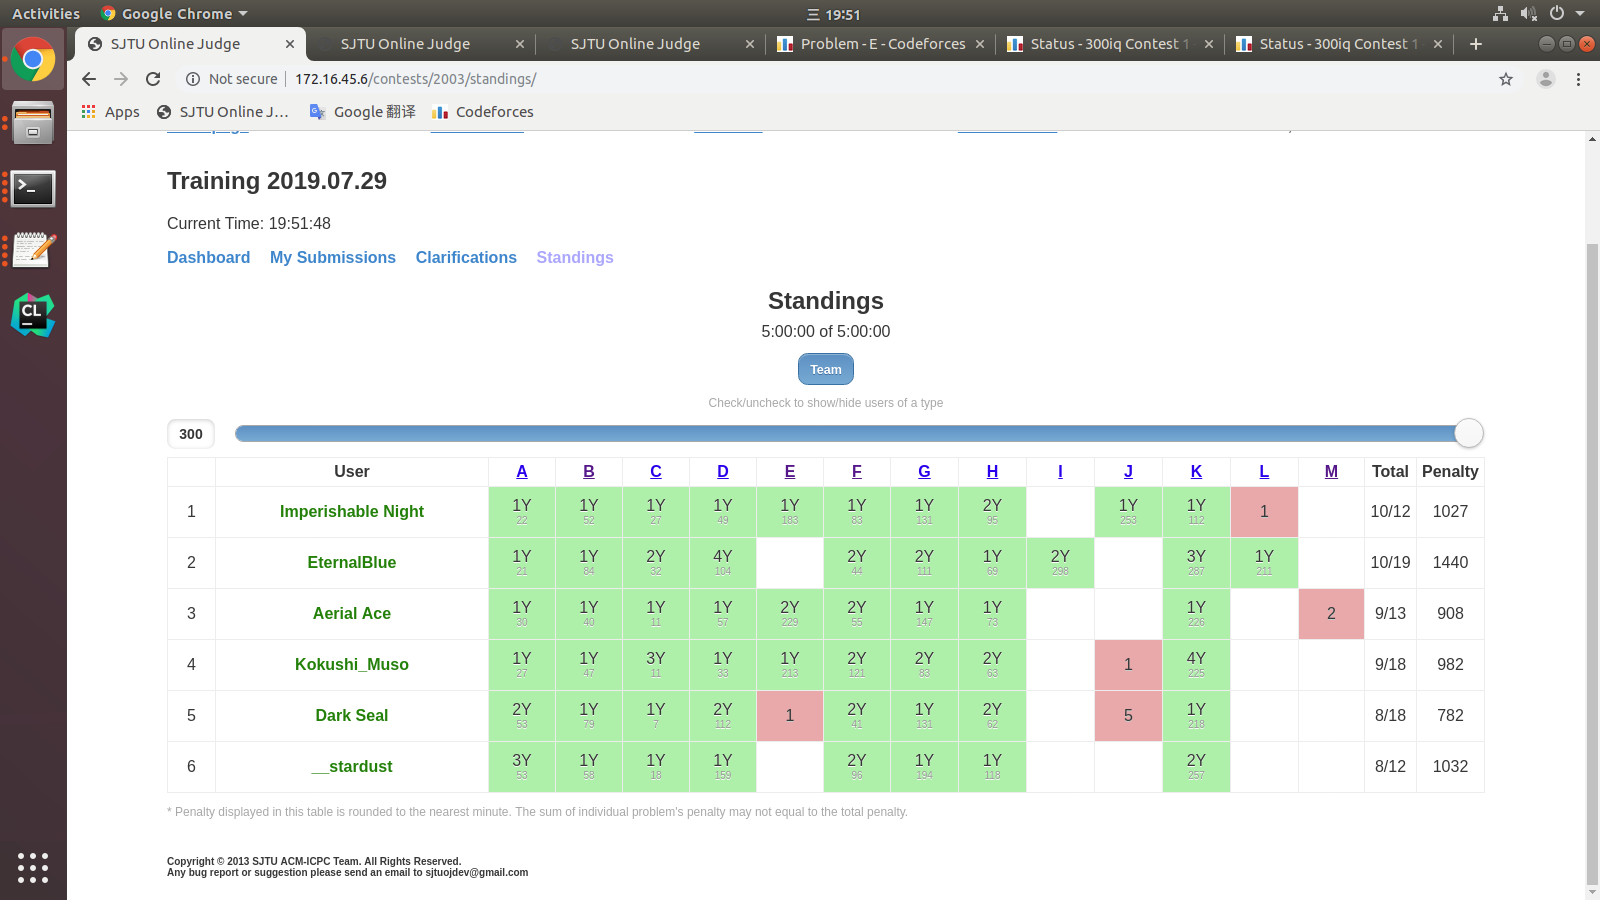 Activities Google Chrome 三 19:51
SJTU Online Judge SJTU Online Judge SJTU Online Judge Problem - E - Codeforces Status - 300iq Contest 1 Status - 300iq Contest 1
Not secure 172.16.45.6/contests/2003/standings/
Apps SJTU Online J... Google 翻译 Codeforces
Training 2019.07.29
Current Time: 19:51:48
Dashboard My Submissions Clarifications Standings
Standings
5:00:00 of 5:00:00
Team
Check/uncheck to show/hide users of a type
300
User A B C D E F G H I J K L M Total Penalty
1 Imperishable Night 1Y 1Y 1Y 1Y 1Y 1Y 1Y 2Y 1Y 1Y 1 10/12 1027
22 52 27 49 183 83 131 95 253 112
2 EternalBlue 1Y 1Y 2Y 4Y 2Y 2Y 1Y 2Y 3Y 1Y 10/19 1440
21 84 32 104 44 111 69 298 287 211
3 Aerial Ace 1Y 1Y 1Y 1Y 2Y 2Y 1Y 1Y 1Y 2 9/13 908
30 40 11 57 229 55 147 73 226
4 Kokushi_Muso 1Y 1Y 3Y 1Y 1Y 2Y 2Y 2Y 1 4Y 9/18 982
27 47 11 33 213 121 83 63 225
5 Dark Seal 2Y 1Y 1Y 2Y 1 2Y 1Y 2Y 5 1Y 8/18 782
53 79 7 112 41 131 62 218
6 __stardust 3Y 1Y 1Y 1Y 2Y 1Y 1Y 2Y 8/12 1032
53 58 18 159 96 194 118 257
* Penalty displayed in this table is rounded to the nearest minute. The sum of individual problem's penalty may not equal to the total penalty.
Copyright © 2013 SJTU ACM-ICPC Team. All Rights Reserved.
Any bug report or suggestion please send an email to sjtuojdev@gmail.com